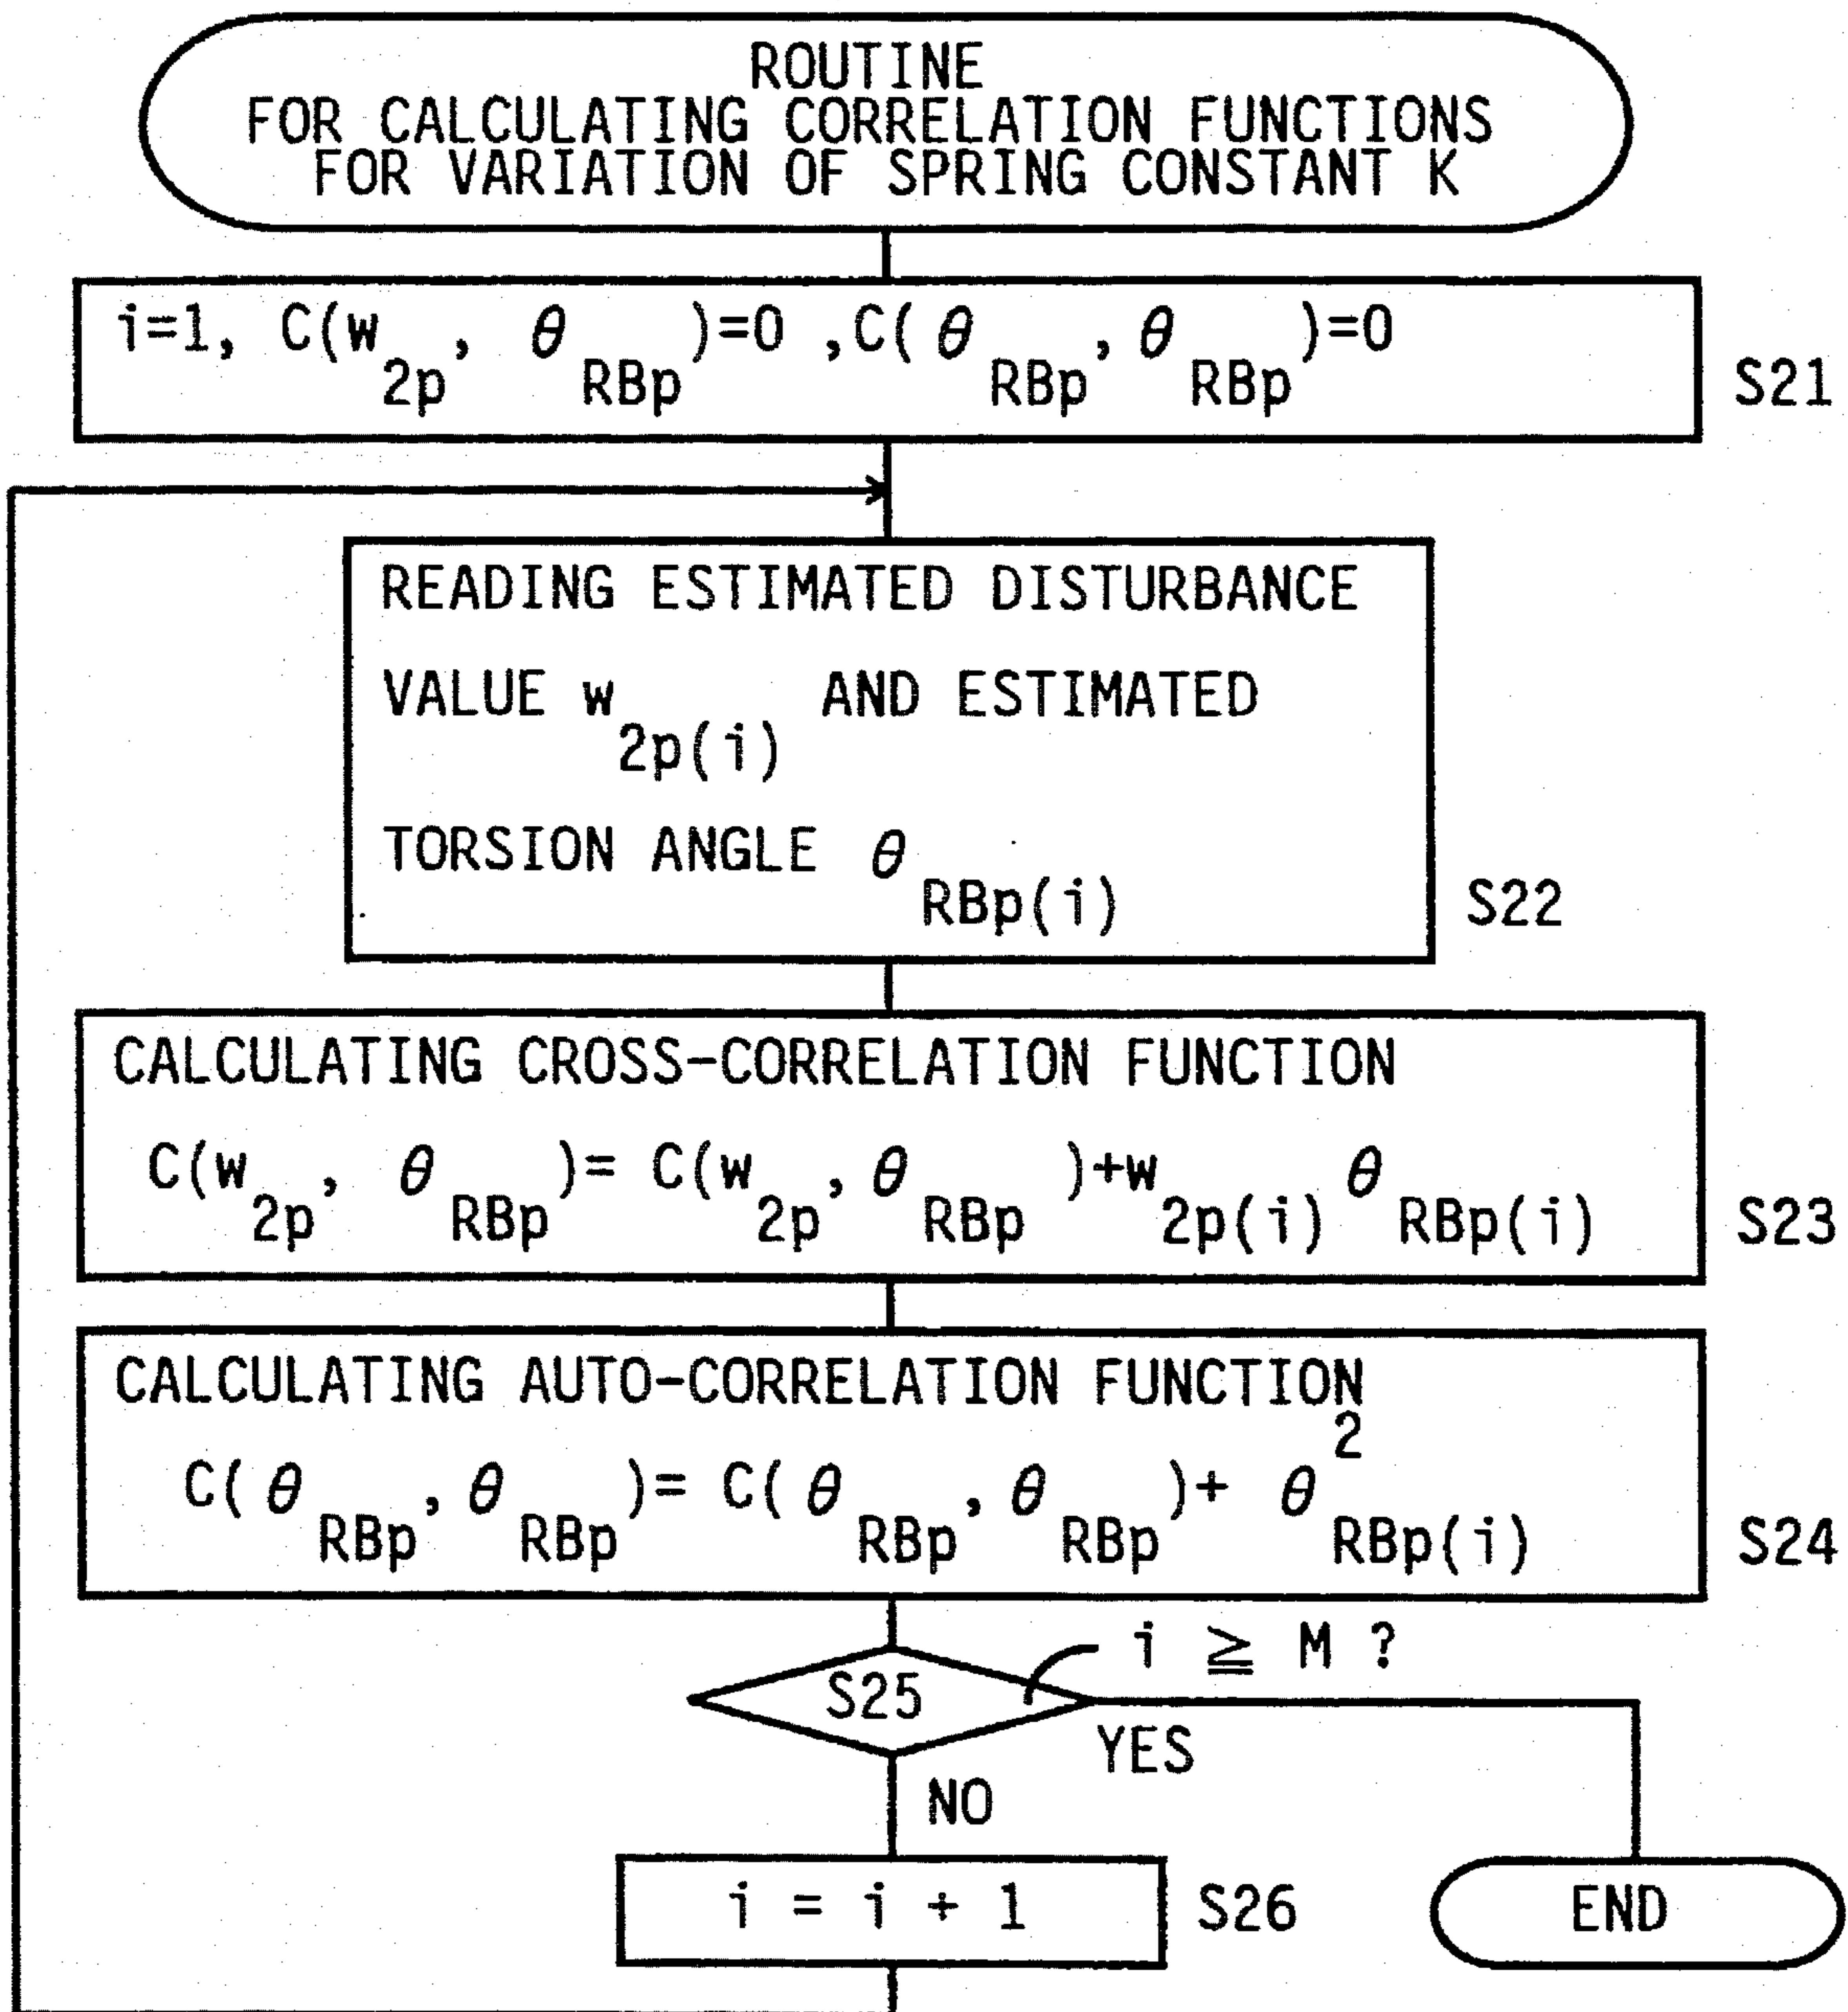 ROUTINE
FOR CALCULATING CORRELATION FUNCTIONS
FOR VARIATION OF SPRING CONSTANT K
i=1, C(w2p, θRBp)=0 ,C(θRBp, θRBp)=0
S21
READING ESTIMATED DISTURBANCE
VALUE w2p(i) AND ESTIMATED
TORSION ANGLE θRBp(i)
S22
CALCULATING CROSS-CORRELATION FUNCTION
C(w2p, θRBp)= C(w2p, θRBp)+w2p(i) θRBp(i)
S23
CALCULATING AUTO-CORRELATION FUNCTION
C(θRBp, θRBp)= C(θRBp, θRBp)+ θ²RBp(i)
S24
i ≧ M ?
S25
YES
NO
i = i + 1
S26
END